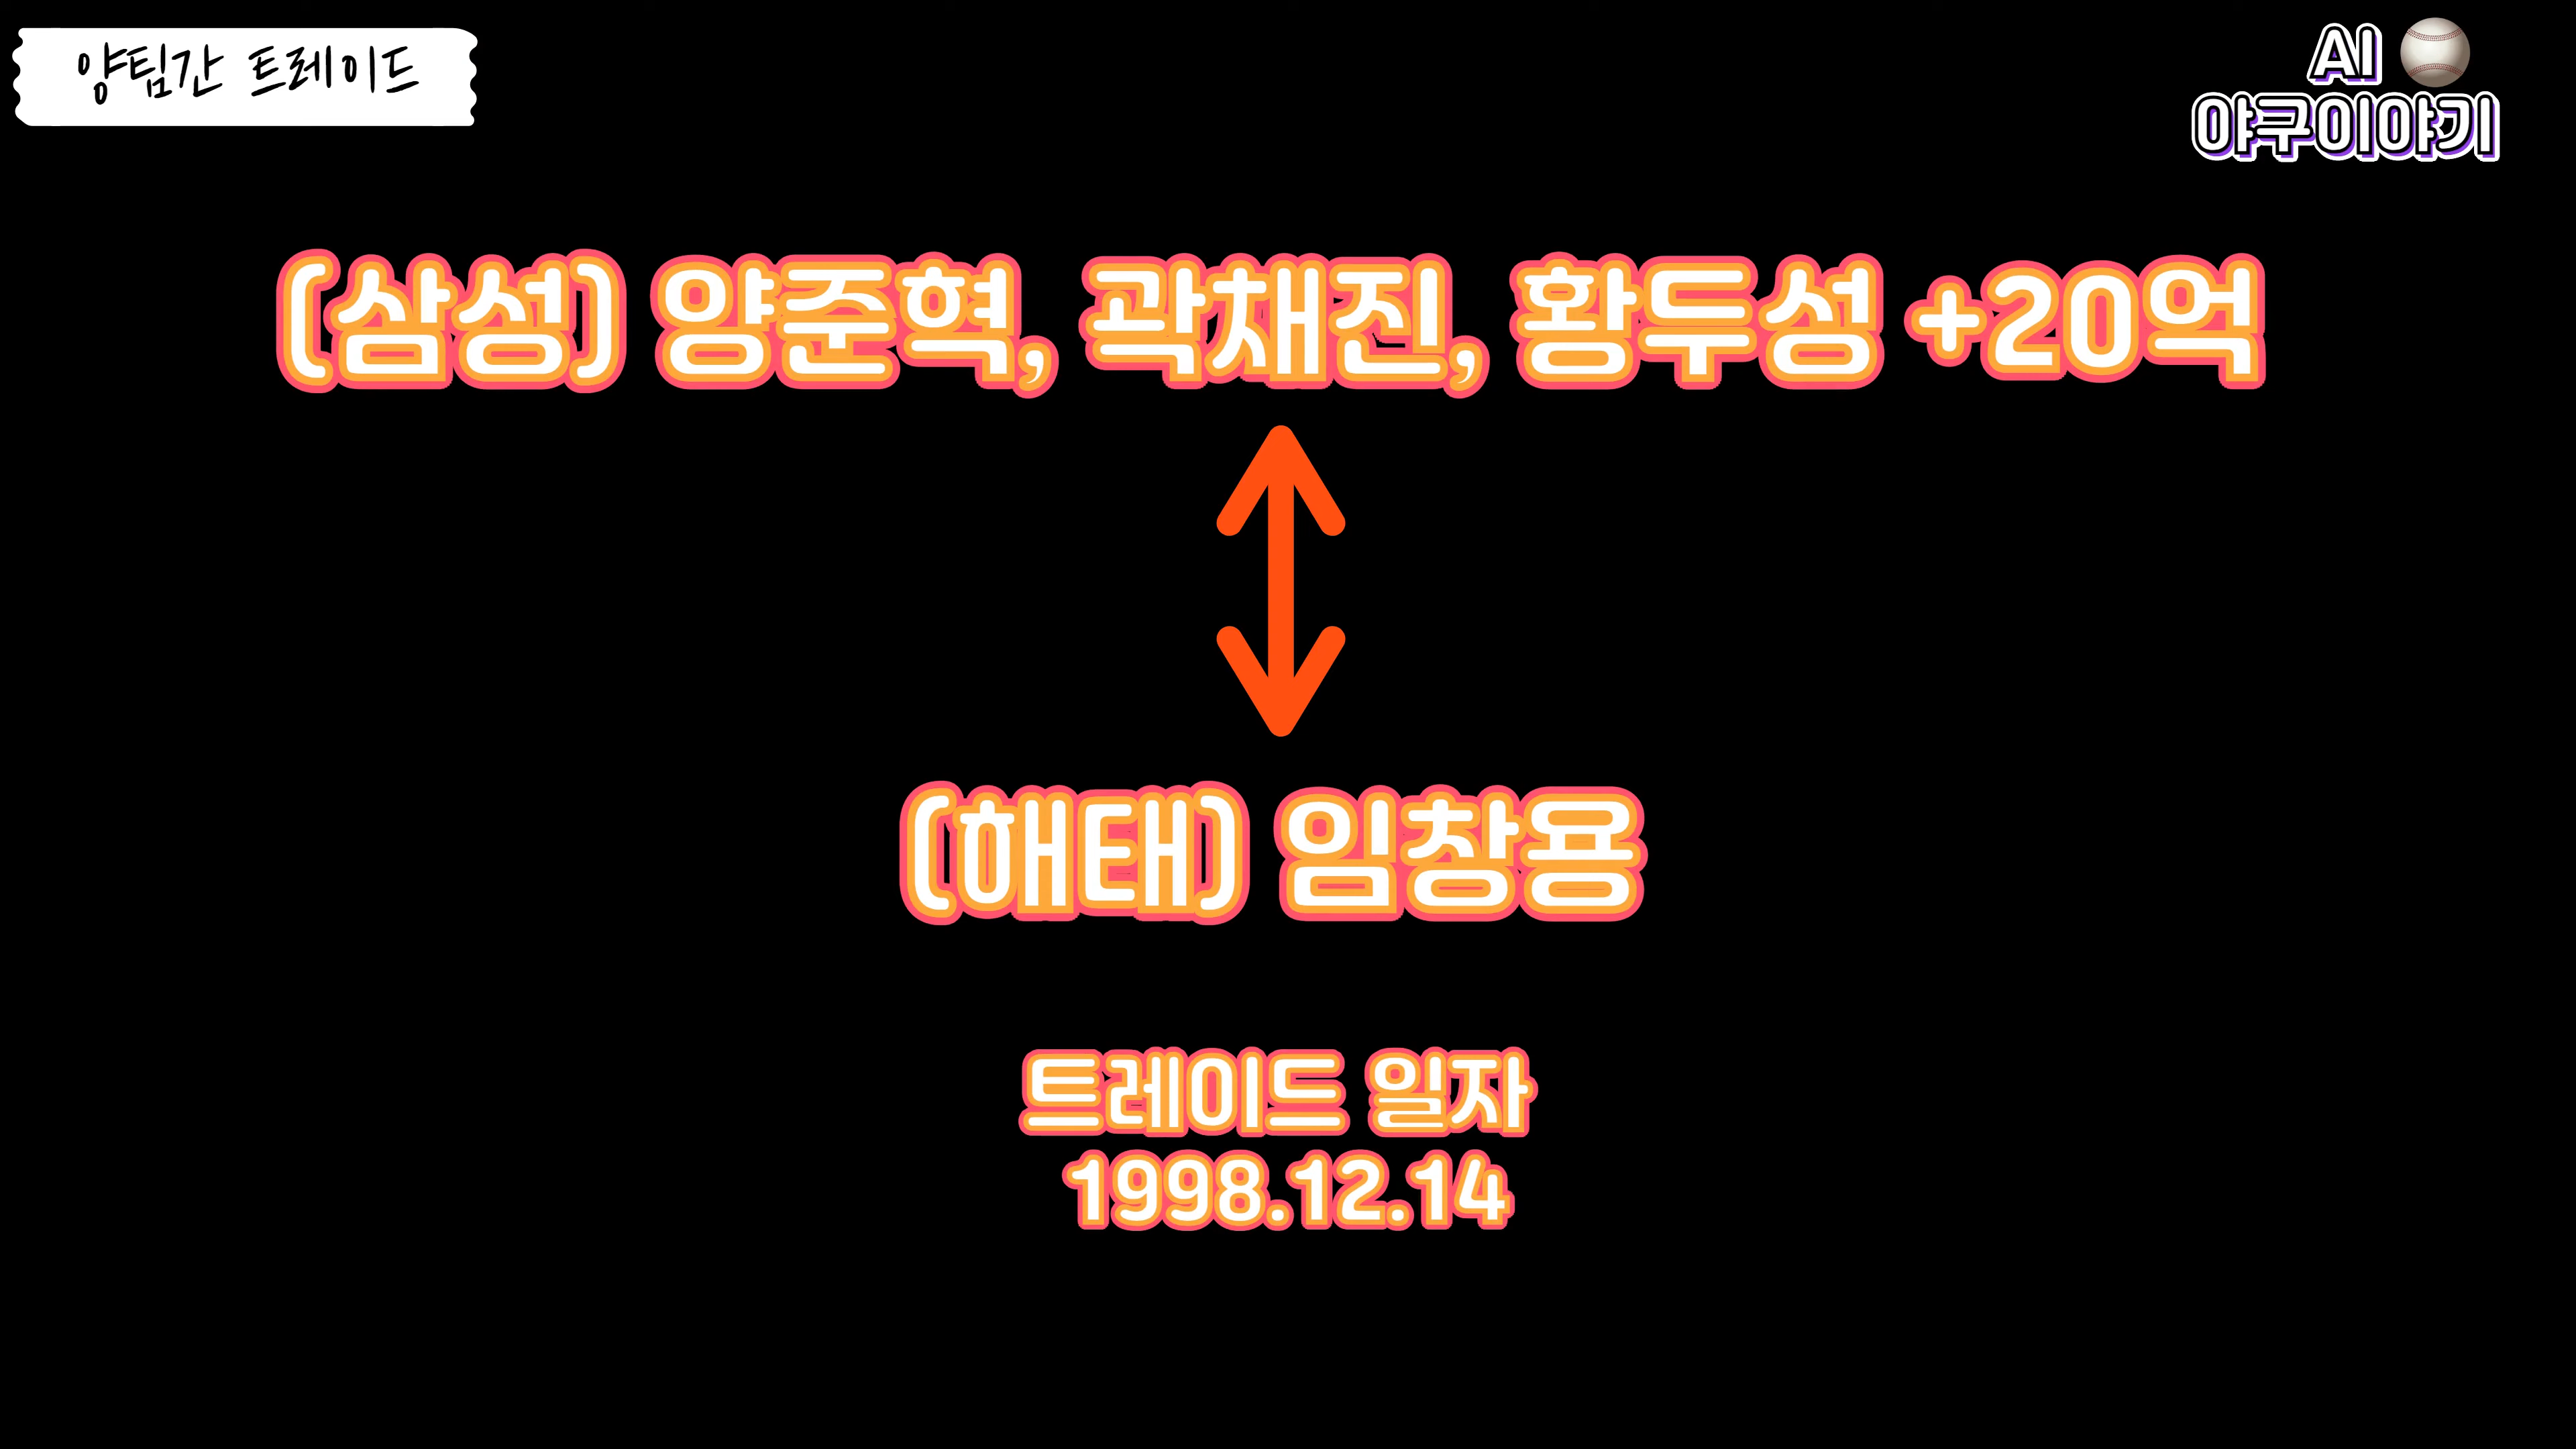 양팀간 트레이드
AI
야구이야기
(삼성) 양준혁, 곽채진, 황두성 +20억
(해태) 임창용
트레이드 일자
1998.12.14